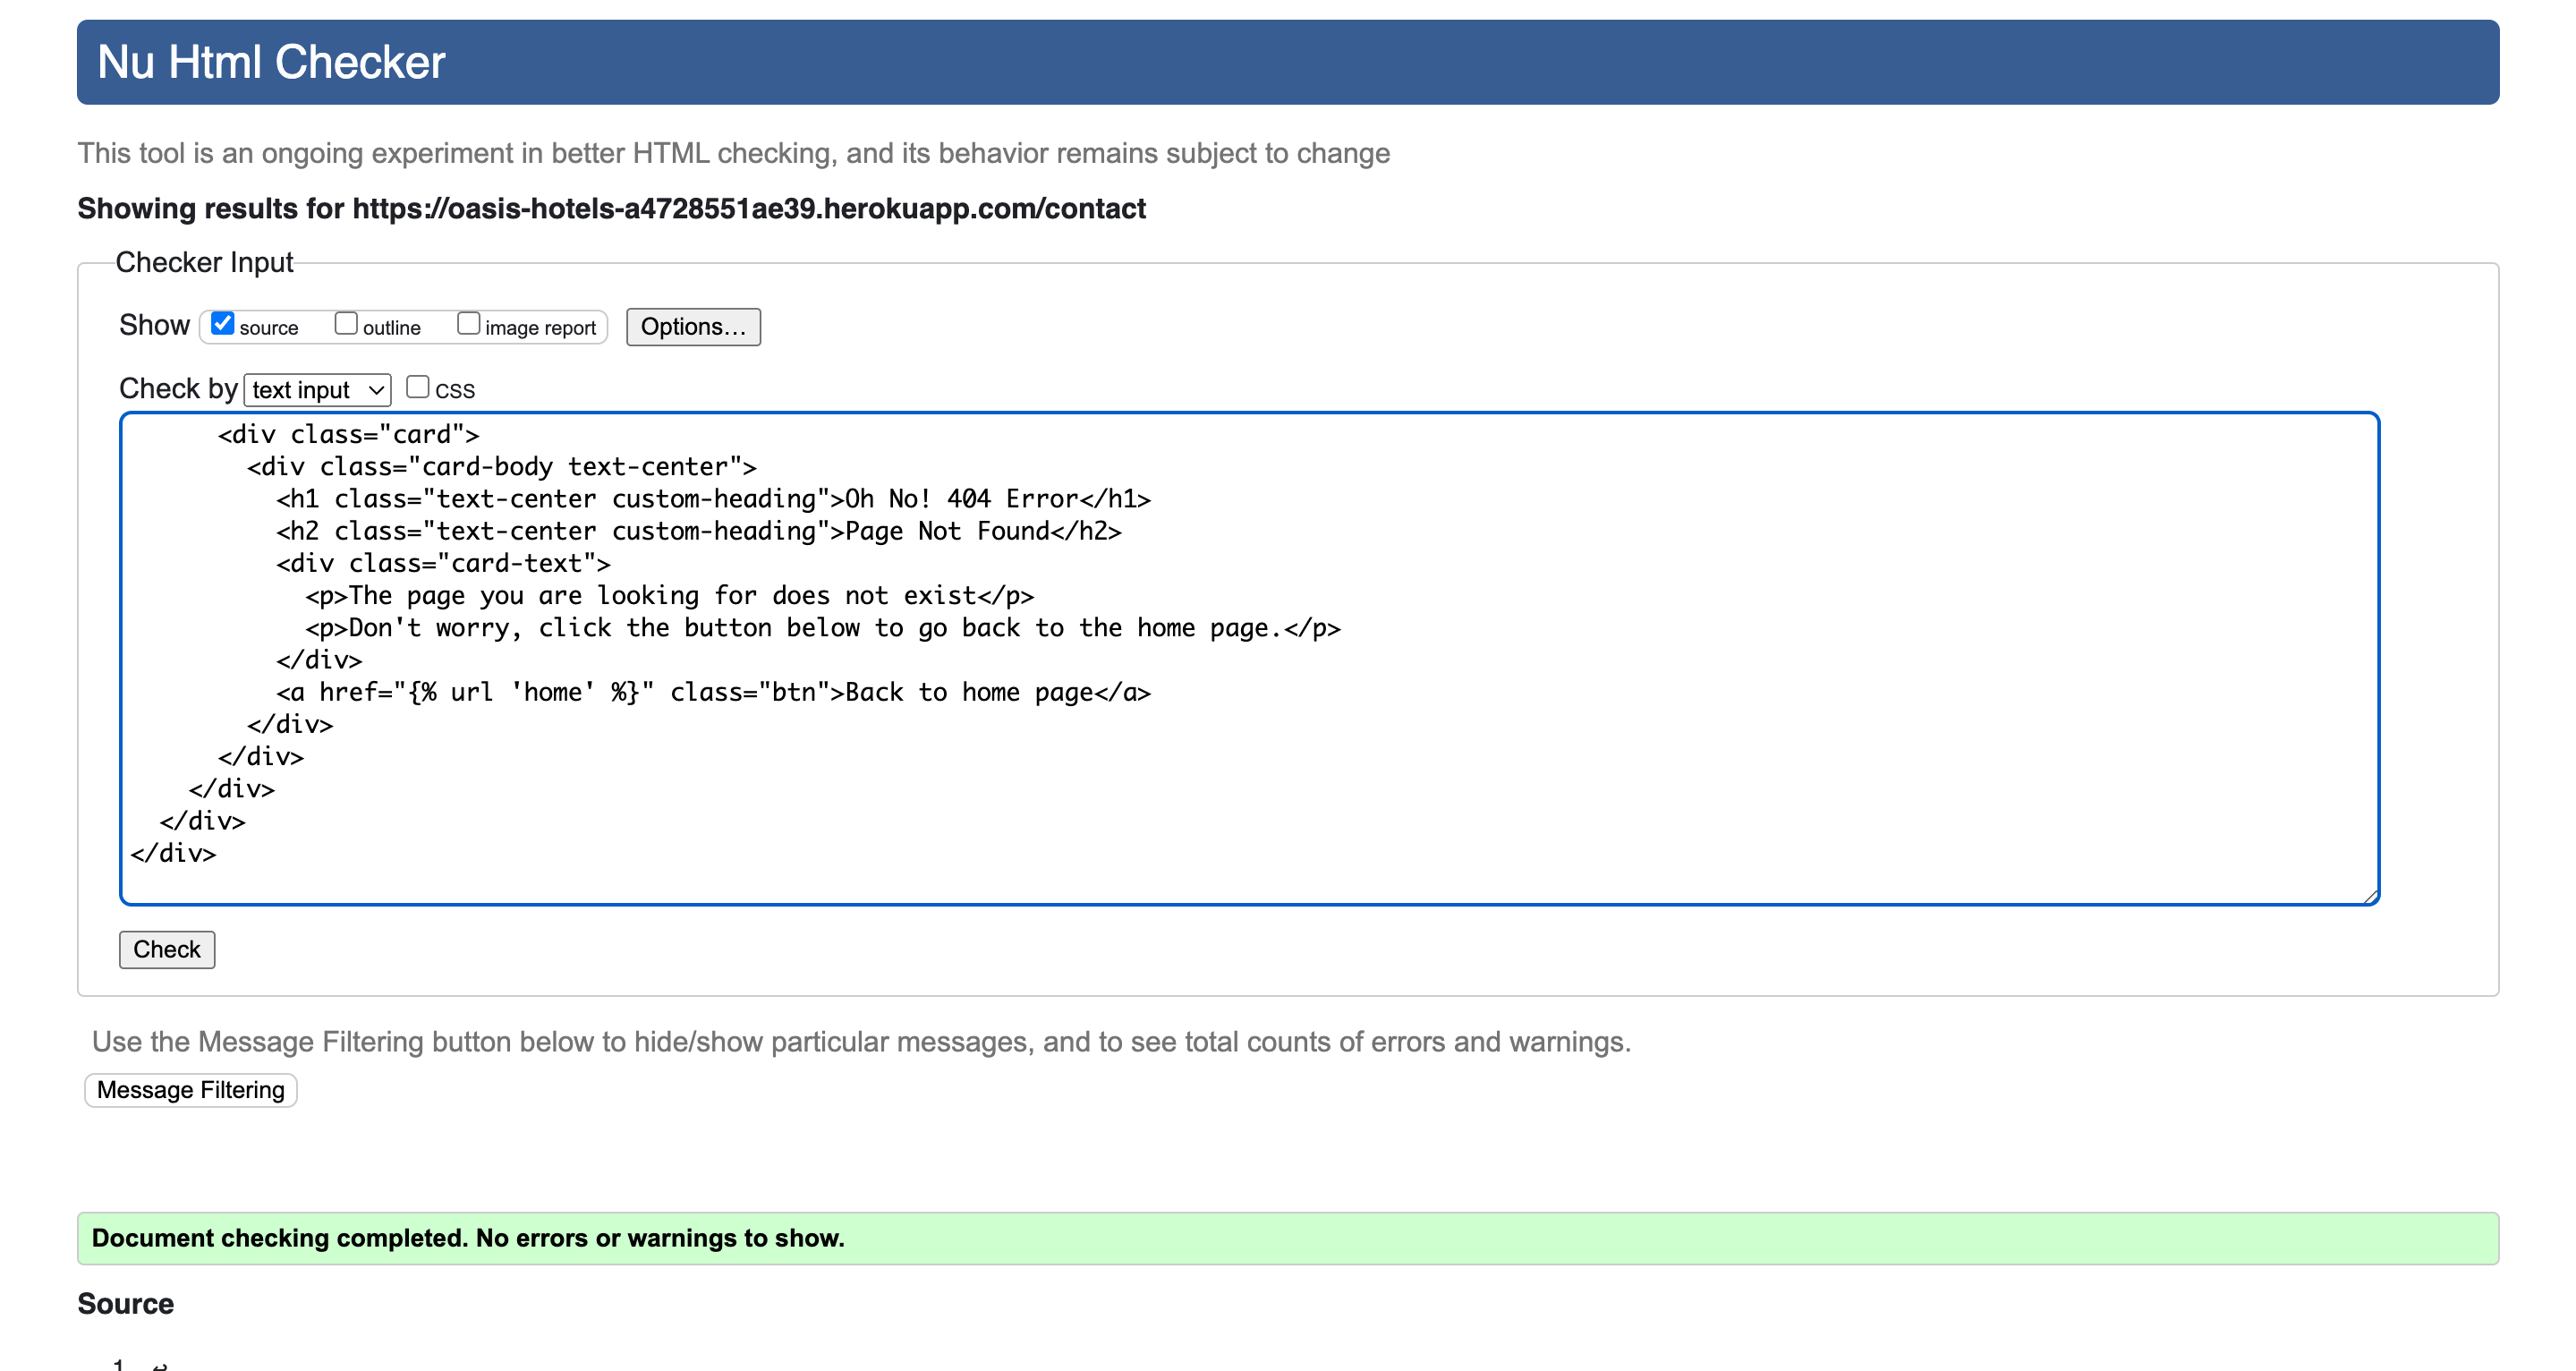 Nu Html Checker
This tool is an ongoing experiment in better HTML checking, and its behavior remains subject to change
Showing results for https://oasis-hotels-a4728551ae39.herokuapp.com/contact
Checker Input
Show source outline image report Options...
Check by text input CSS
<div class="card">
<div class="card-body text-center">
<h1 class="text-center custom-heading">Oh No! 404 Error</h1>
<h2 class="text-center custom-heading">Page Not Found</h2>
<div class="card-text">
<p>The page you are looking for does not exist</p>
<p>Don't worry, click the button below to go back to the home page.</p>
</div>
<a href="{% url 'home' %}" class="btn">Back to home page</a>
</div>
</div>
</div>
</div>
</div>
Check
Use the Message Filtering button below to hide/show particular messages, and to see total counts of errors and warnings.
Message Filtering
Document checking completed. No errors or warnings to show.
Source
1. ↩